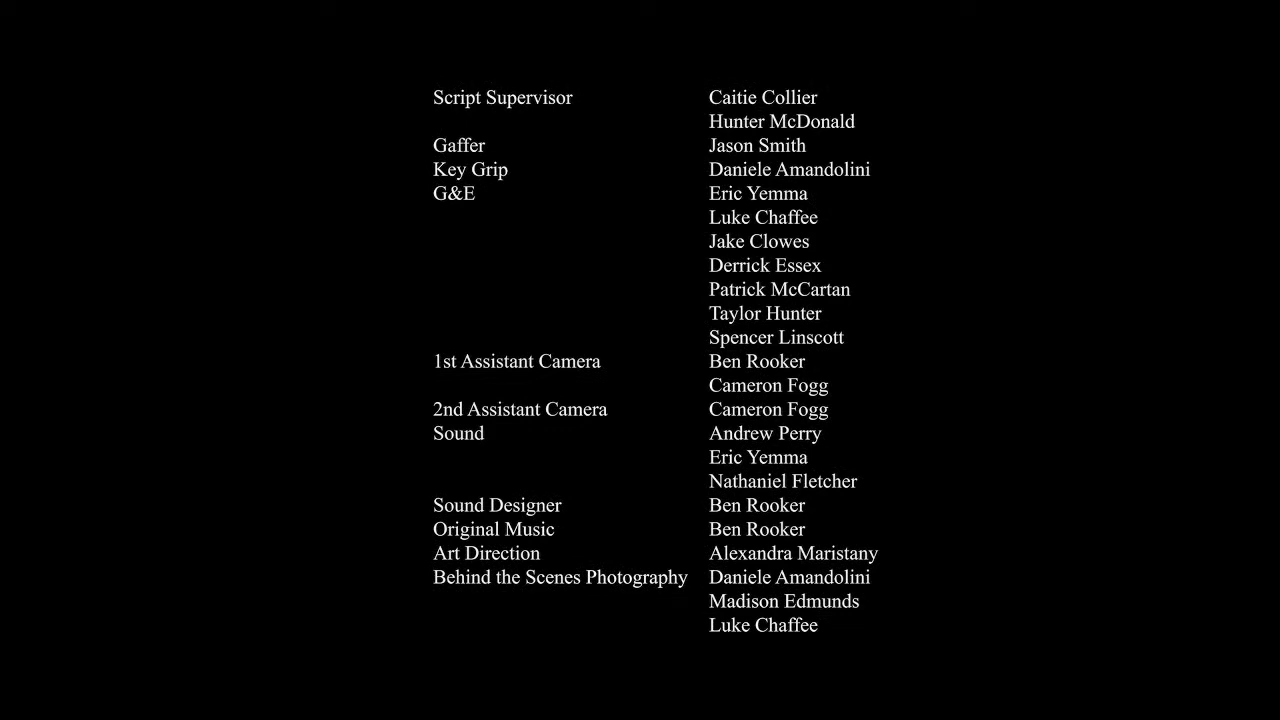 Script Supervisor Caitie Collier
Hunter McDonald
Gaffer Jason Smith
Key Grip Daniele Amandolini
G&E Eric Yemma
Luke Chaffee
Jake Clowes
Derrick Essex
Patrick McCartan
Taylor Hunter
Spencer Linscott
1st Assistant Camera Ben Rooker
Cameron Fogg
2nd Assistant Camera Cameron Fogg
Sound Andrew Perry
Eric Yemma
Nathaniel Fletcher
Sound Designer Ben Rooker
Original Music Ben Rooker
Art Direction Alexandra Maristany
Behind the Scenes Photography Daniele Amandolini
Madison Edmunds
Luke Chaffee